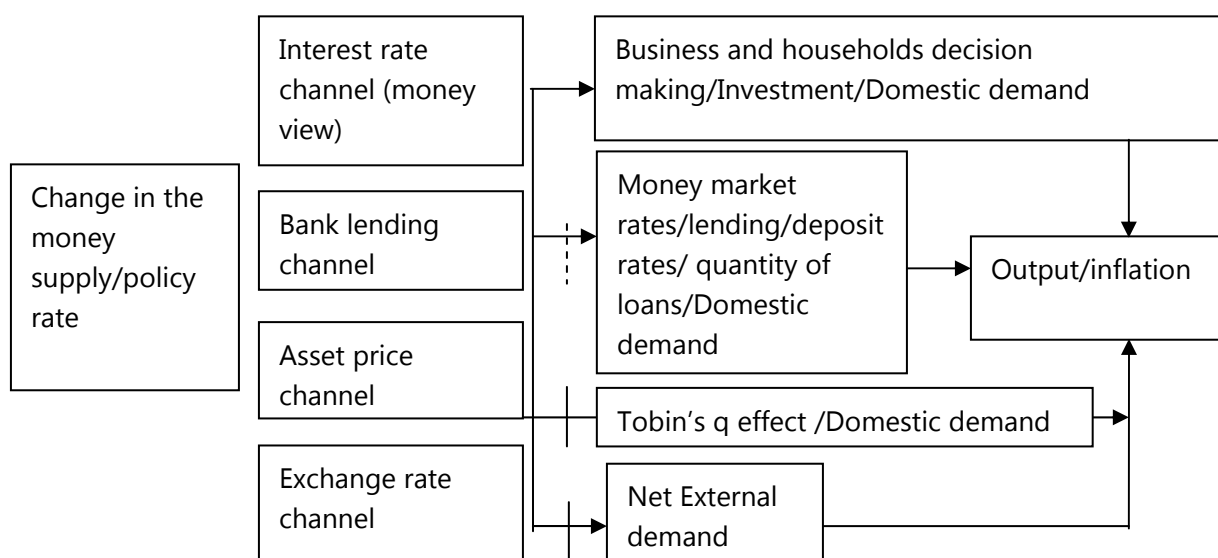 Change in the
money
supply/policy
rate
Interest rate
channel (money
view)
Bank lending
channel
Asset price
channel
Exchange rate
channel
Business and households decision
making/Investment/Domestic demand
Money market
rates/lending/deposit
rates/ quantity of
loans/Domestic
demand
Tobin’s q effect /Domestic demand
Net External
demand
Output/inflation